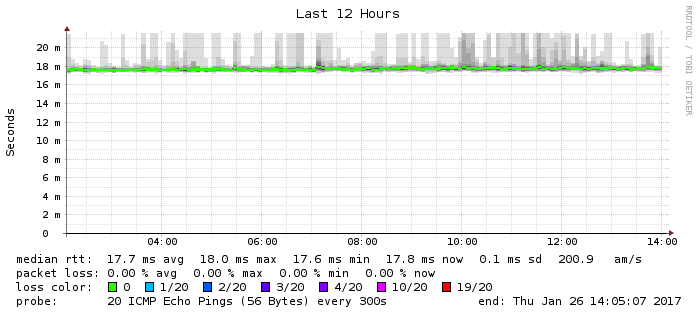 Last 12 Hours
RRDTOOL / TOBI OETIKER
Seconds
20 m
18 m
16 m
14 m
12 m
10 m
8 m
6 m
4 m
2 m
0
04:00 06:00 08:00 10:00 12:00 14:00
median rtt: 17.7 ms avg 18.0 ms max 17.6 ms min 17.8 ms now 0.1 ms sd 200.9 am/s
packet loss: 0.00 % avg 0.00 % max 0.00 % min 0.00 % now
loss color: 0 1/20 2/20 3/20 4/20 10/20 19/20
probe: 20 ICMP Echo Pings (56 Bytes) every 300s end: Thu Jan 26 14:05:07 2017